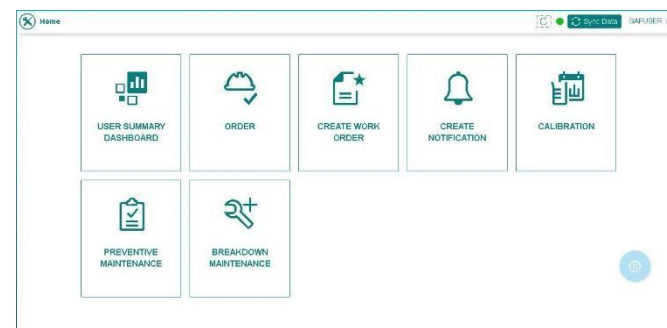 Home
Sync Data
SAPUSER
USER SUMMARY
DASHBOARD
ORDER
CREATE WORK
ORDER
CREATE
NOTIFICATION
CALIBRATION
PREVENTIVE
MAINTENANCE
BREAKDOWN
MAINTENANCE